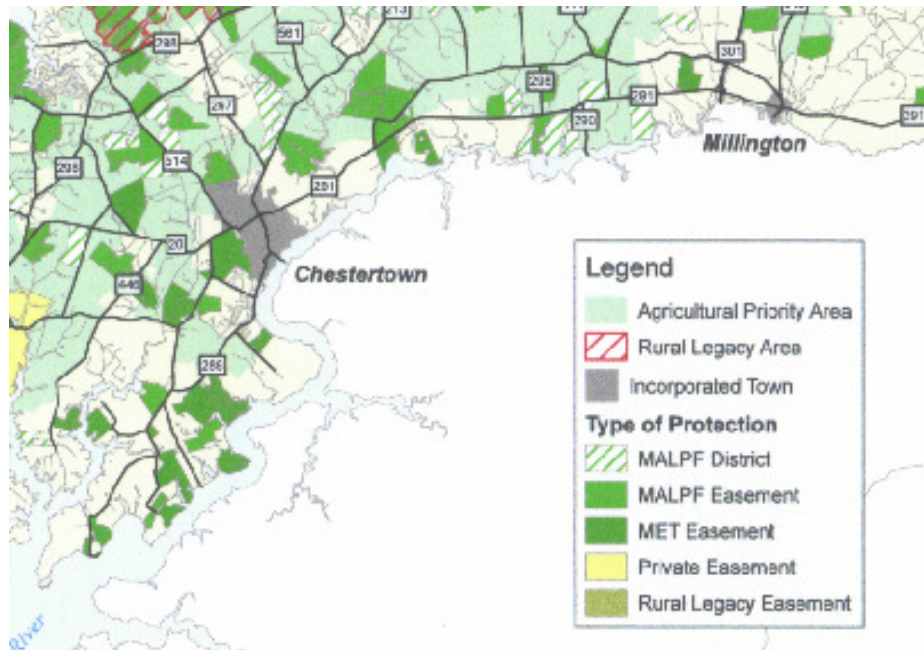 298
561
213
297
301
298
291
290
291
514
298
291
Millington
20
Chestertown
446
286
River
Legend
Agricultural Priority Area
Rural Legacy Area
Incorporated Town
Type of Protection
MALPF District
MALPF Easement
MET Easement
Private Easement
Rural Legacy Easement